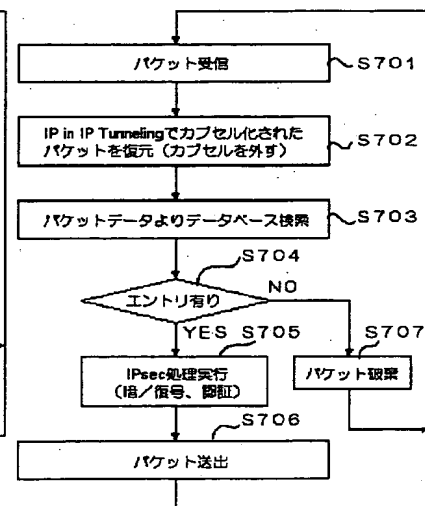 パケット受信
S701
IP in IP Tunnelingでカプセル化された
パケットを復元（カプセルを外す）
S702
パケットデータよりデータベース検索
S703
S704
エントリ有り
NO
YES
S705
S707
IPsec処理実行
（暗／復号、認証）
パケット破棄
S706
パケット送出